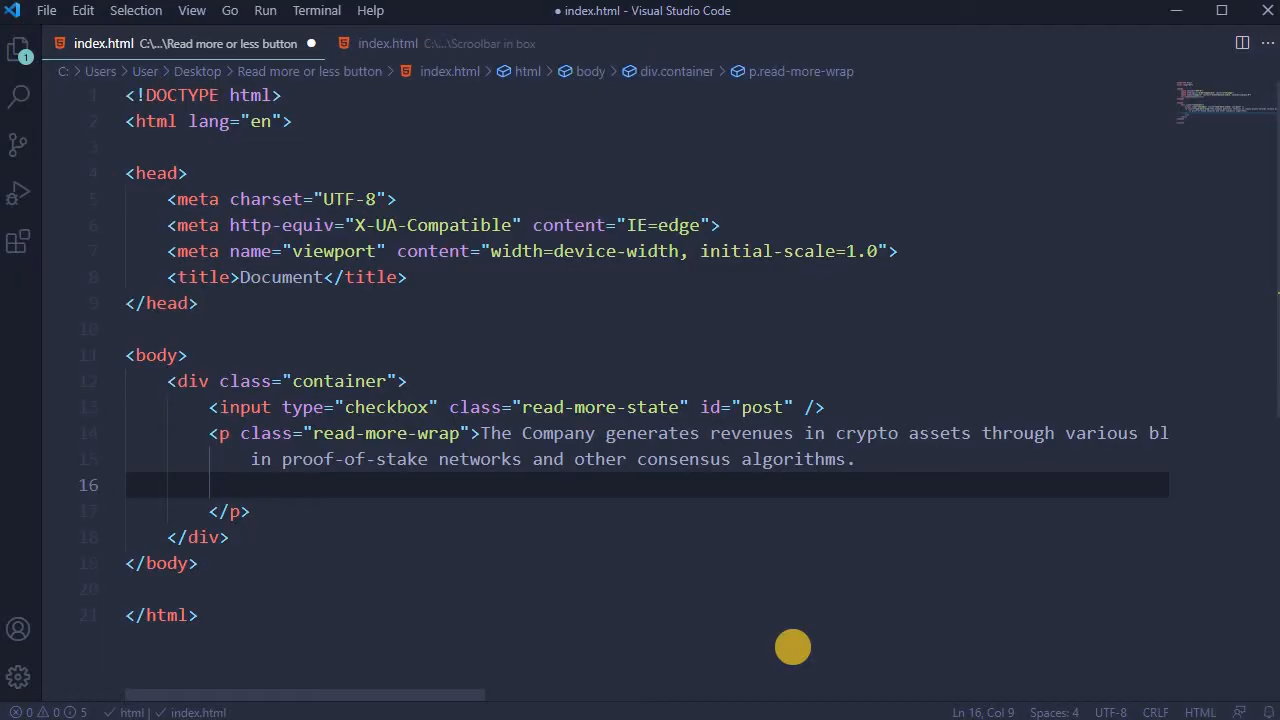 File Edit Selection View Go Run Terminal Help
● index.html - Visual Studio Code
index.html C:\...\Read more or less button ●
index.html C:\...\Scroolbar in box
C: > Users > User > Desktop > Read more or less button > index.html > html > body > div.container > p.read-more-wrap
1 <!DOCTYPE html>
2 <html lang="en">
3
4 <head>
5 <meta charset="UTF-8">
6 <meta http-equiv="X-UA-Compatible" content="IE=edge">
7 <meta name="viewport" content="width=device-width, initial-scale=1.0">
8 <title>Document</title>
9 </head>
10
11 <body>
12 <div class="container">
13 <input type="checkbox" class="read-more-state" id="post" />
14 <p class="read-more-wrap">The Company generates revenues in crypto assets through various bl
15 in proof-of-stake networks and other consensus algorithms.
16
17 </p>
18 </div>
19 </body>
20
21 </html>
1
0 0 5 html | index.html
Ln 16, Col 9 Spaces: 4 UTF-8 CRLF HTML